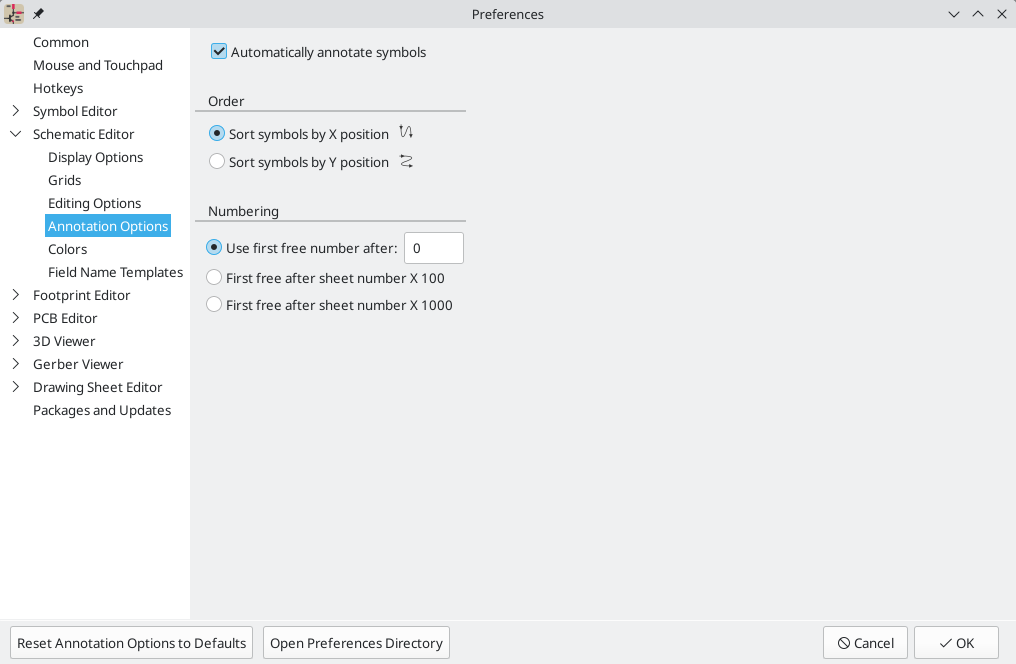 Preferences
Common
Mouse and Touchpad
Hotkeys
Symbol Editor
Schematic Editor
Display Options
Grids
Editing Options
Annotation Options
Colors
Field Name Templates
Footprint Editor
PCB Editor
3D Viewer
Gerber Viewer
Drawing Sheet Editor
Packages and Updates
Automatically annotate symbols
Order
Sort symbols by X position
Sort symbols by Y position
Numbering
Use first free number after: 0
First free after sheet number X 100
First free after sheet number X 1000
Reset Annotation Options to Defaults
Open Preferences Directory
Cancel
OK